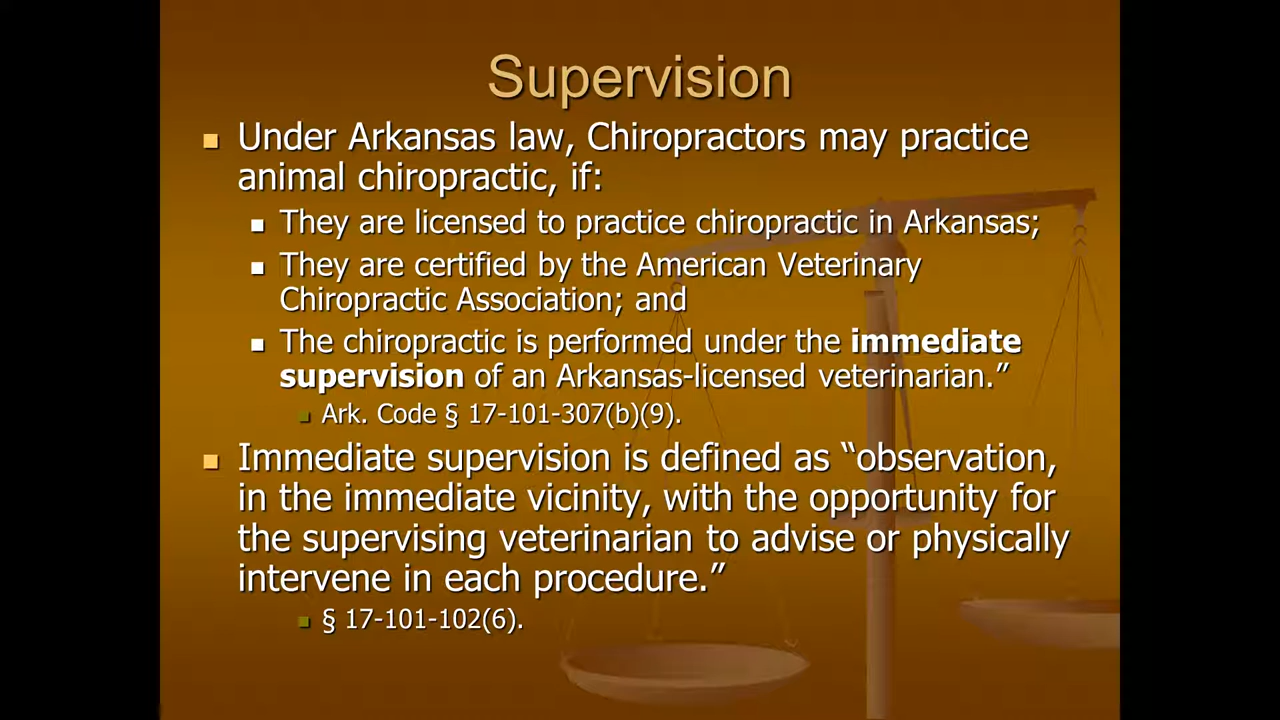 Supervision
Under Arkansas law, Chiropractors may practice
animal chiropractic, if:
They are licensed to practice chiropractic in Arkansas;
They are certified by the American Veterinary
Chiropractic Association; and
The chiropractic is performed under the immediate
supervision of an Arkansas-licensed veterinarian.”
Ark. Code § 17-101-307(b)(9).
Immediate supervision is defined as “observation,
in the immediate vicinity, with the opportunity for
the supervising veterinarian to advise or physically
intervene in each procedure.”
§ 17-101-102(6).